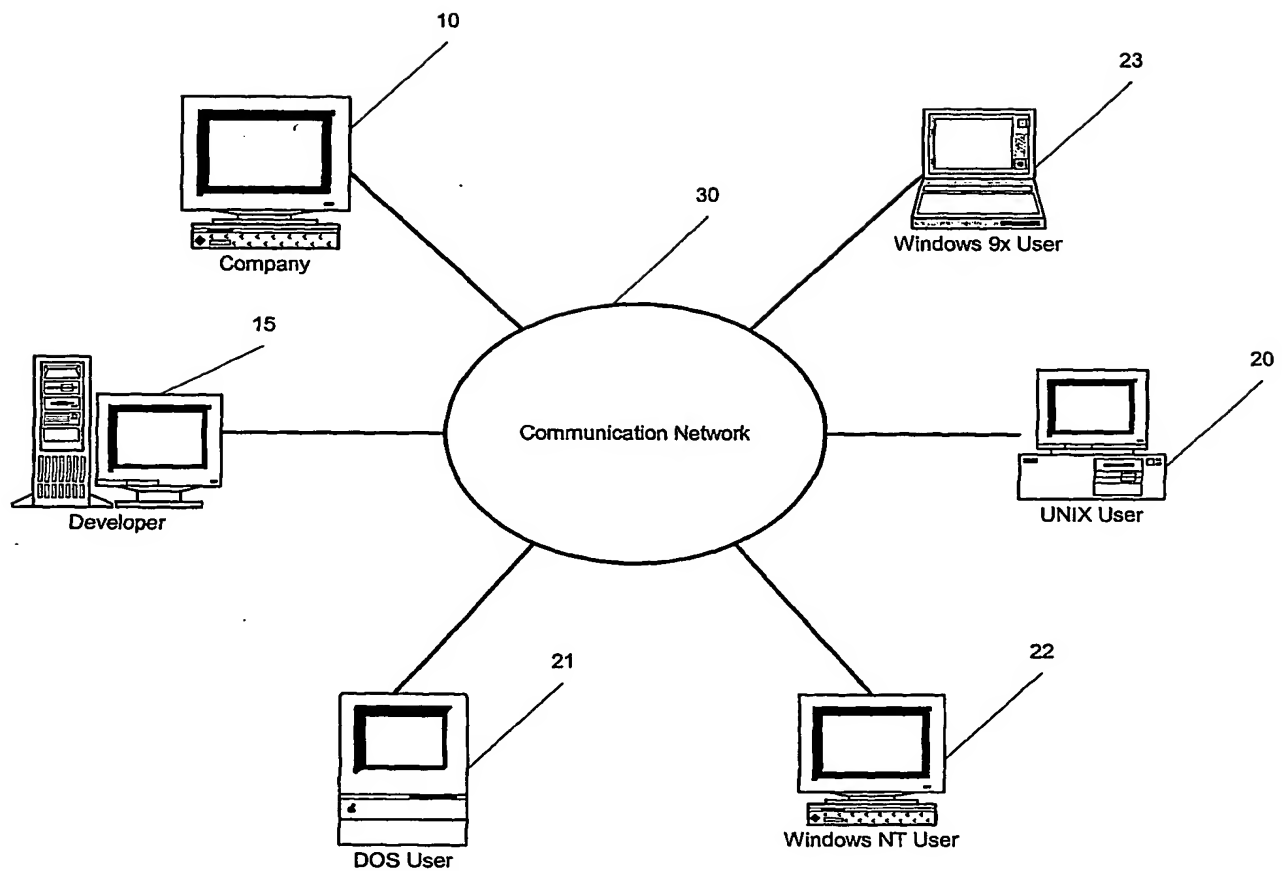 10
23
30
Company
Windows 9x User
15
20
Communication Network
Developer
UNIX User
21
22
DOS User
Windows NT User